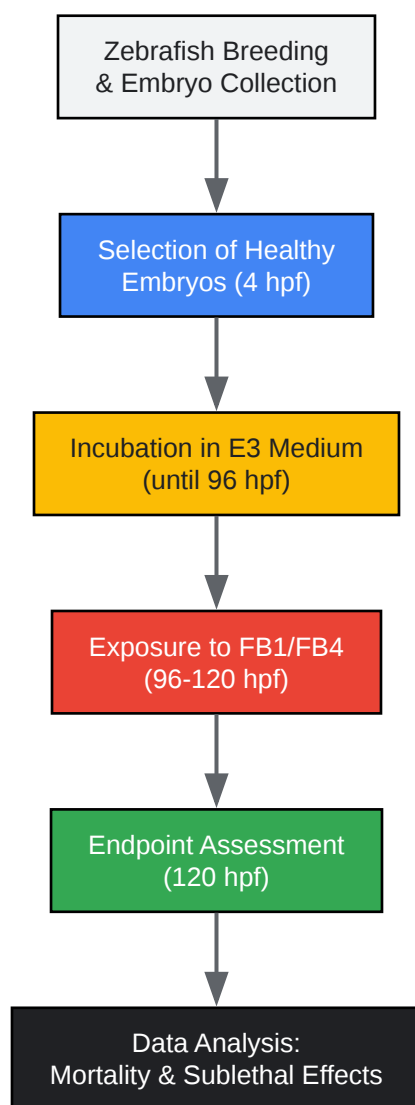 Zebrafish Breeding
& Embryo Collection
Selection of Healthy
Embryos (4 hpf)
Incubation in E3 Medium
(until 96 hpf)
Exposure to FB1/FB4
(96-120 hpf)
Endpoint Assessment
(120 hpf)
Data Analysis:
Mortality & Sublethal Effects